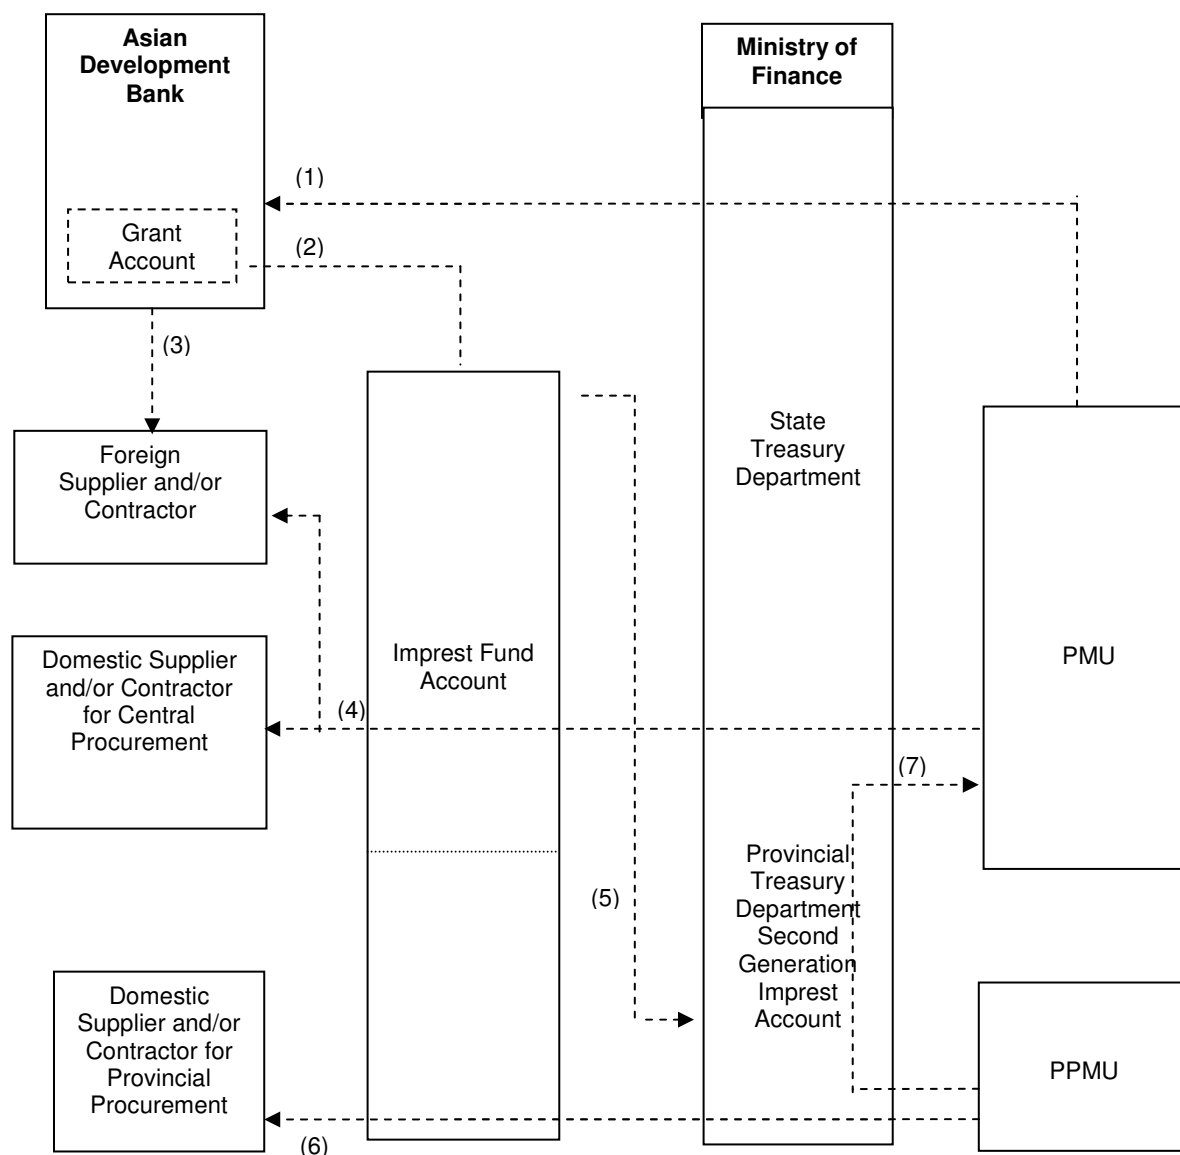 Asian
Development
Bank
Ministry of
Finance
(1)
Grant
Account
(2)
(3)
Foreign
Supplier and/or
Contractor
State
Treasury
Department
Domestic Supplier
and/or Contractor
for Central
Procurement
Imprest Fund
Account
PMU
(4)
(7)
Provincial
Treasury
Department
Second
Generation
Imprest
Account
(5)
Domestic
Supplier and/or
Contractor for
Provincial
Procurement
PPMU
(6)